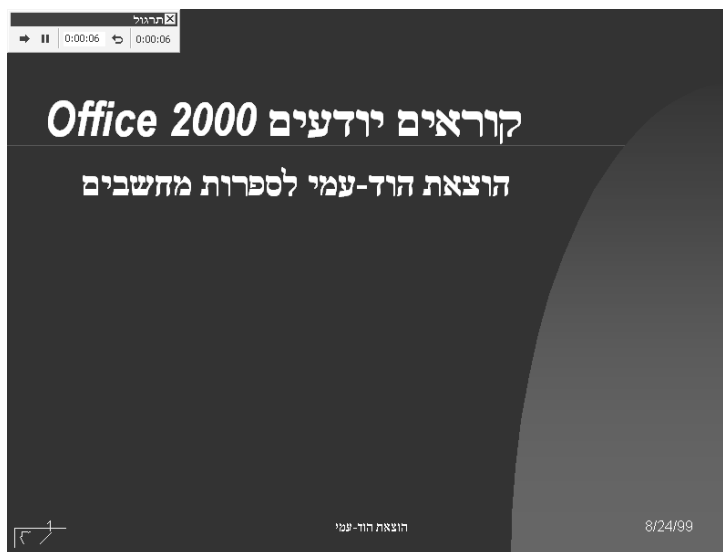 תרגול
0:00:06 0:00:06
קוראים יודעים Office 2000
הוצאת הוד-עמי לספרות מחשבים
8/24/99
הוצאת הוד-עמי
1